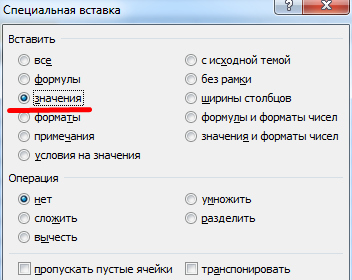 Специальная вставка
Вставить
все
с исходной темой
формулы
без рамки
значения
ширины столбцов
форматы
формулы и форматы чисел
примечания
значения и форматы чисел
условия на значения
Операция
нет
умножить
сложить
разделить
вычесть
пропускать пустые ячейки
транспонировать